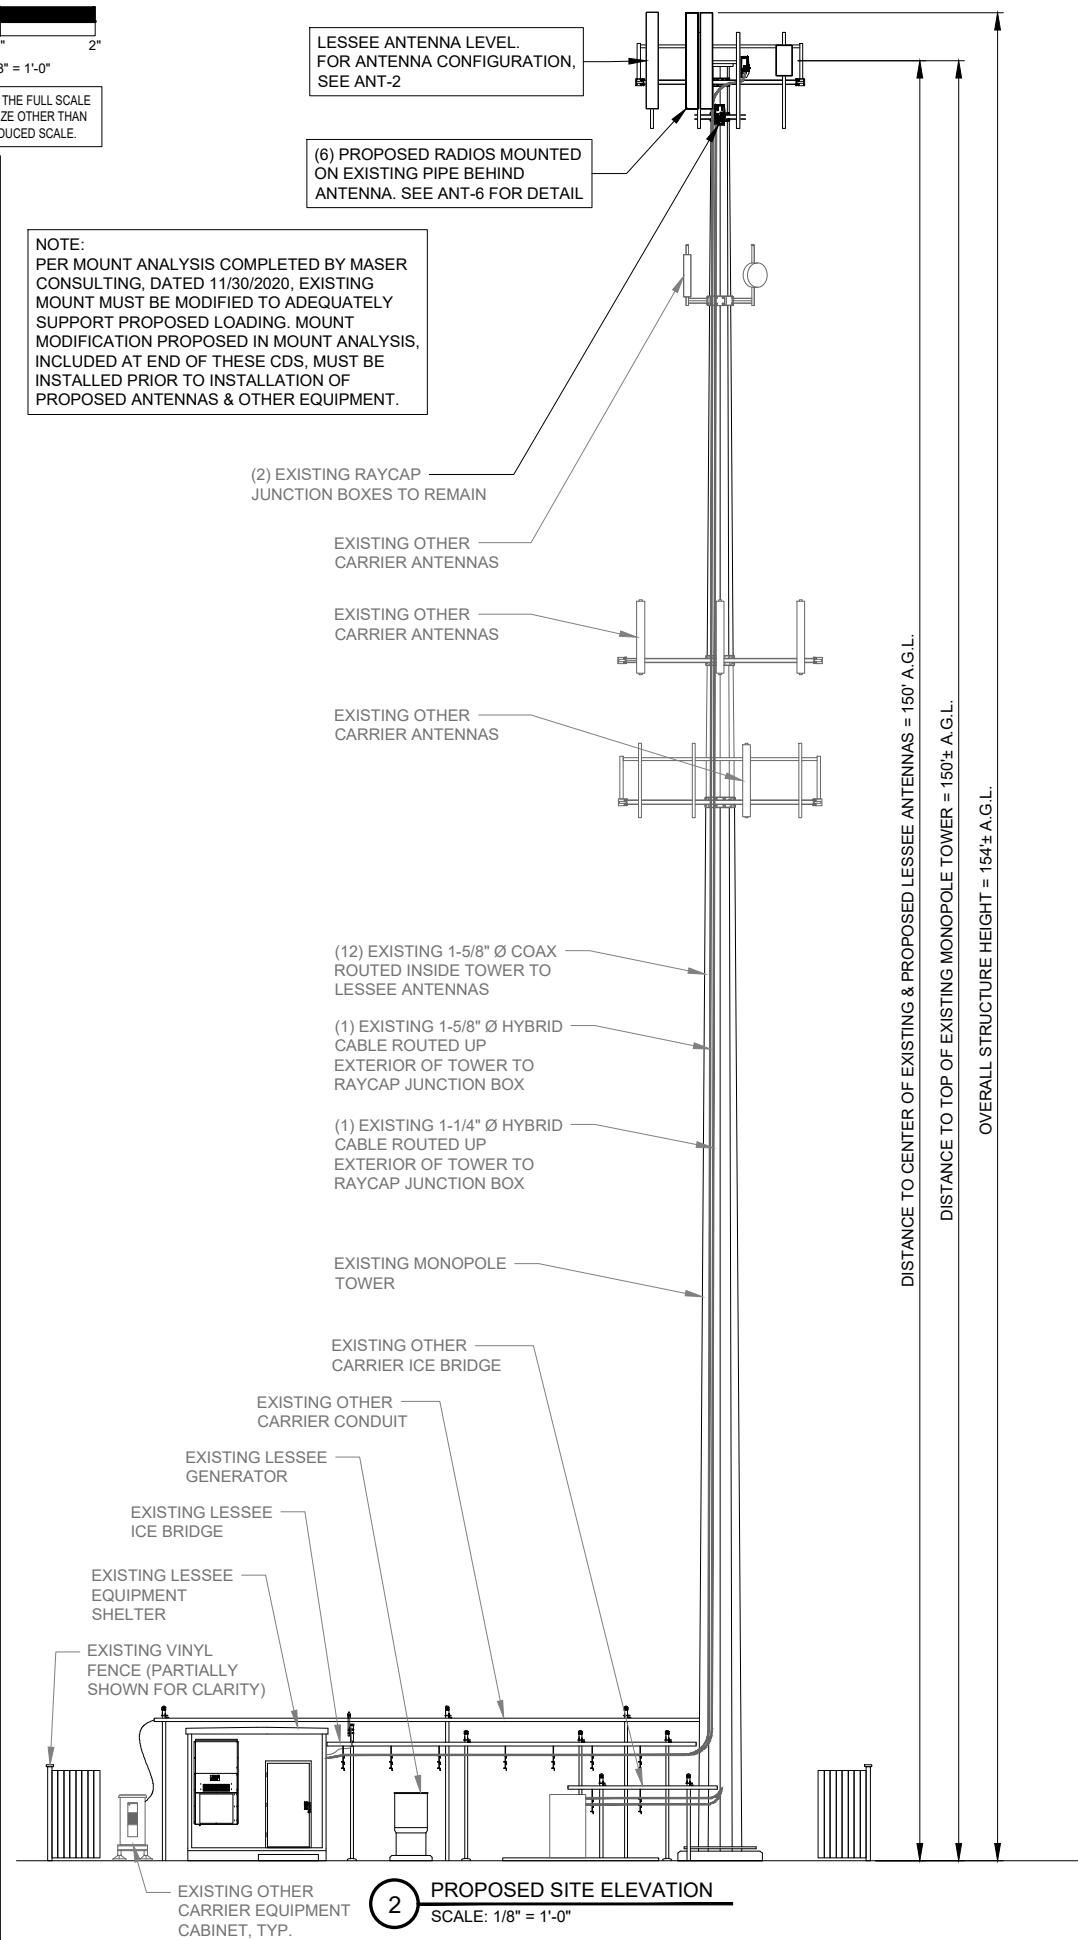 2"
8" = 1'-0"
THE FULL SCALE
ZE OTHER THAN
DUCED SCALE.
LESSEE ANTENNA LEVEL.
FOR ANTENNA CONFIGURATION,
SEE ANT-2
(6) PROPOSED RADIOS MOUNTED
ON EXISTING PIPE BEHIND
ANTENNA. SEE ANT-6 FOR DETAIL
NOTE:
PER MOUNT ANALYSIS COMPLETED BY MASER
CONSULTING, DATED 11/30/2020, EXISTING
MOUNT MUST BE MODIFIED TO ADEQUATELY
SUPPORT PROPOSED LOADING. MOUNT
MODIFICATION PROPOSED IN MOUNT ANALYSIS,
INCLUDED AT END OF THESE CDS, MUST BE
INSTALLED PRIOR TO INSTALLATION OF
PROPOSED ANTENNAS & OTHER EQUIPMENT.
(2) EXISTING RAYCAP
JUNCTION BOXES TO REMAIN
EXISTING OTHER
CARRIER ANTENNAS
EXISTING OTHER
CARRIER ANTENNAS
EXISTING OTHER
CARRIER ANTENNAS
(12) EXISTING 1-5/8" Ø COAX
ROUTED INSIDE TOWER TO
LESSEE ANTENNAS
(1) EXISTING 1-5/8" Ø HYBRID
CABLE ROUTED UP
EXTERIOR OF TOWER TO
RAYCAP JUNCTION BOX
(1) EXISTING 1-1/4" Ø HYBRID
CABLE ROUTED UP
EXTERIOR OF TOWER TO
RAYCAP JUNCTION BOX
EXISTING MONOPOLE
TOWER
EXISTING OTHER
CARRIER ICE BRIDGE
EXISTING OTHER
CARRIER CONDUIT
EXISTING LESSEE
GENERATOR
EXISTING LESSEE
ICE BRIDGE
EXISTING LESSEE
EQUIPMENT
SHELTER
EXISTING VINYL
FENCE (PARTIALLY
SHOWN FOR CLARITY)
EXISTING OTHER
CARRIER EQUIPMENT
CABINET, TYP.
DISTANCE TO CENTER OF EXISTING & PROPOSED LESSEE ANTENNAS = 150' A.G.L.
DISTANCE TO TOP OF EXISTING MONOPOLE TOWER = 150'± A.G.L.
OVERALL STRUCTURE HEIGHT = 154'± A.G.L.
2
PROPOSED SITE ELEVATION
SCALE: 1/8" = 1'-0"